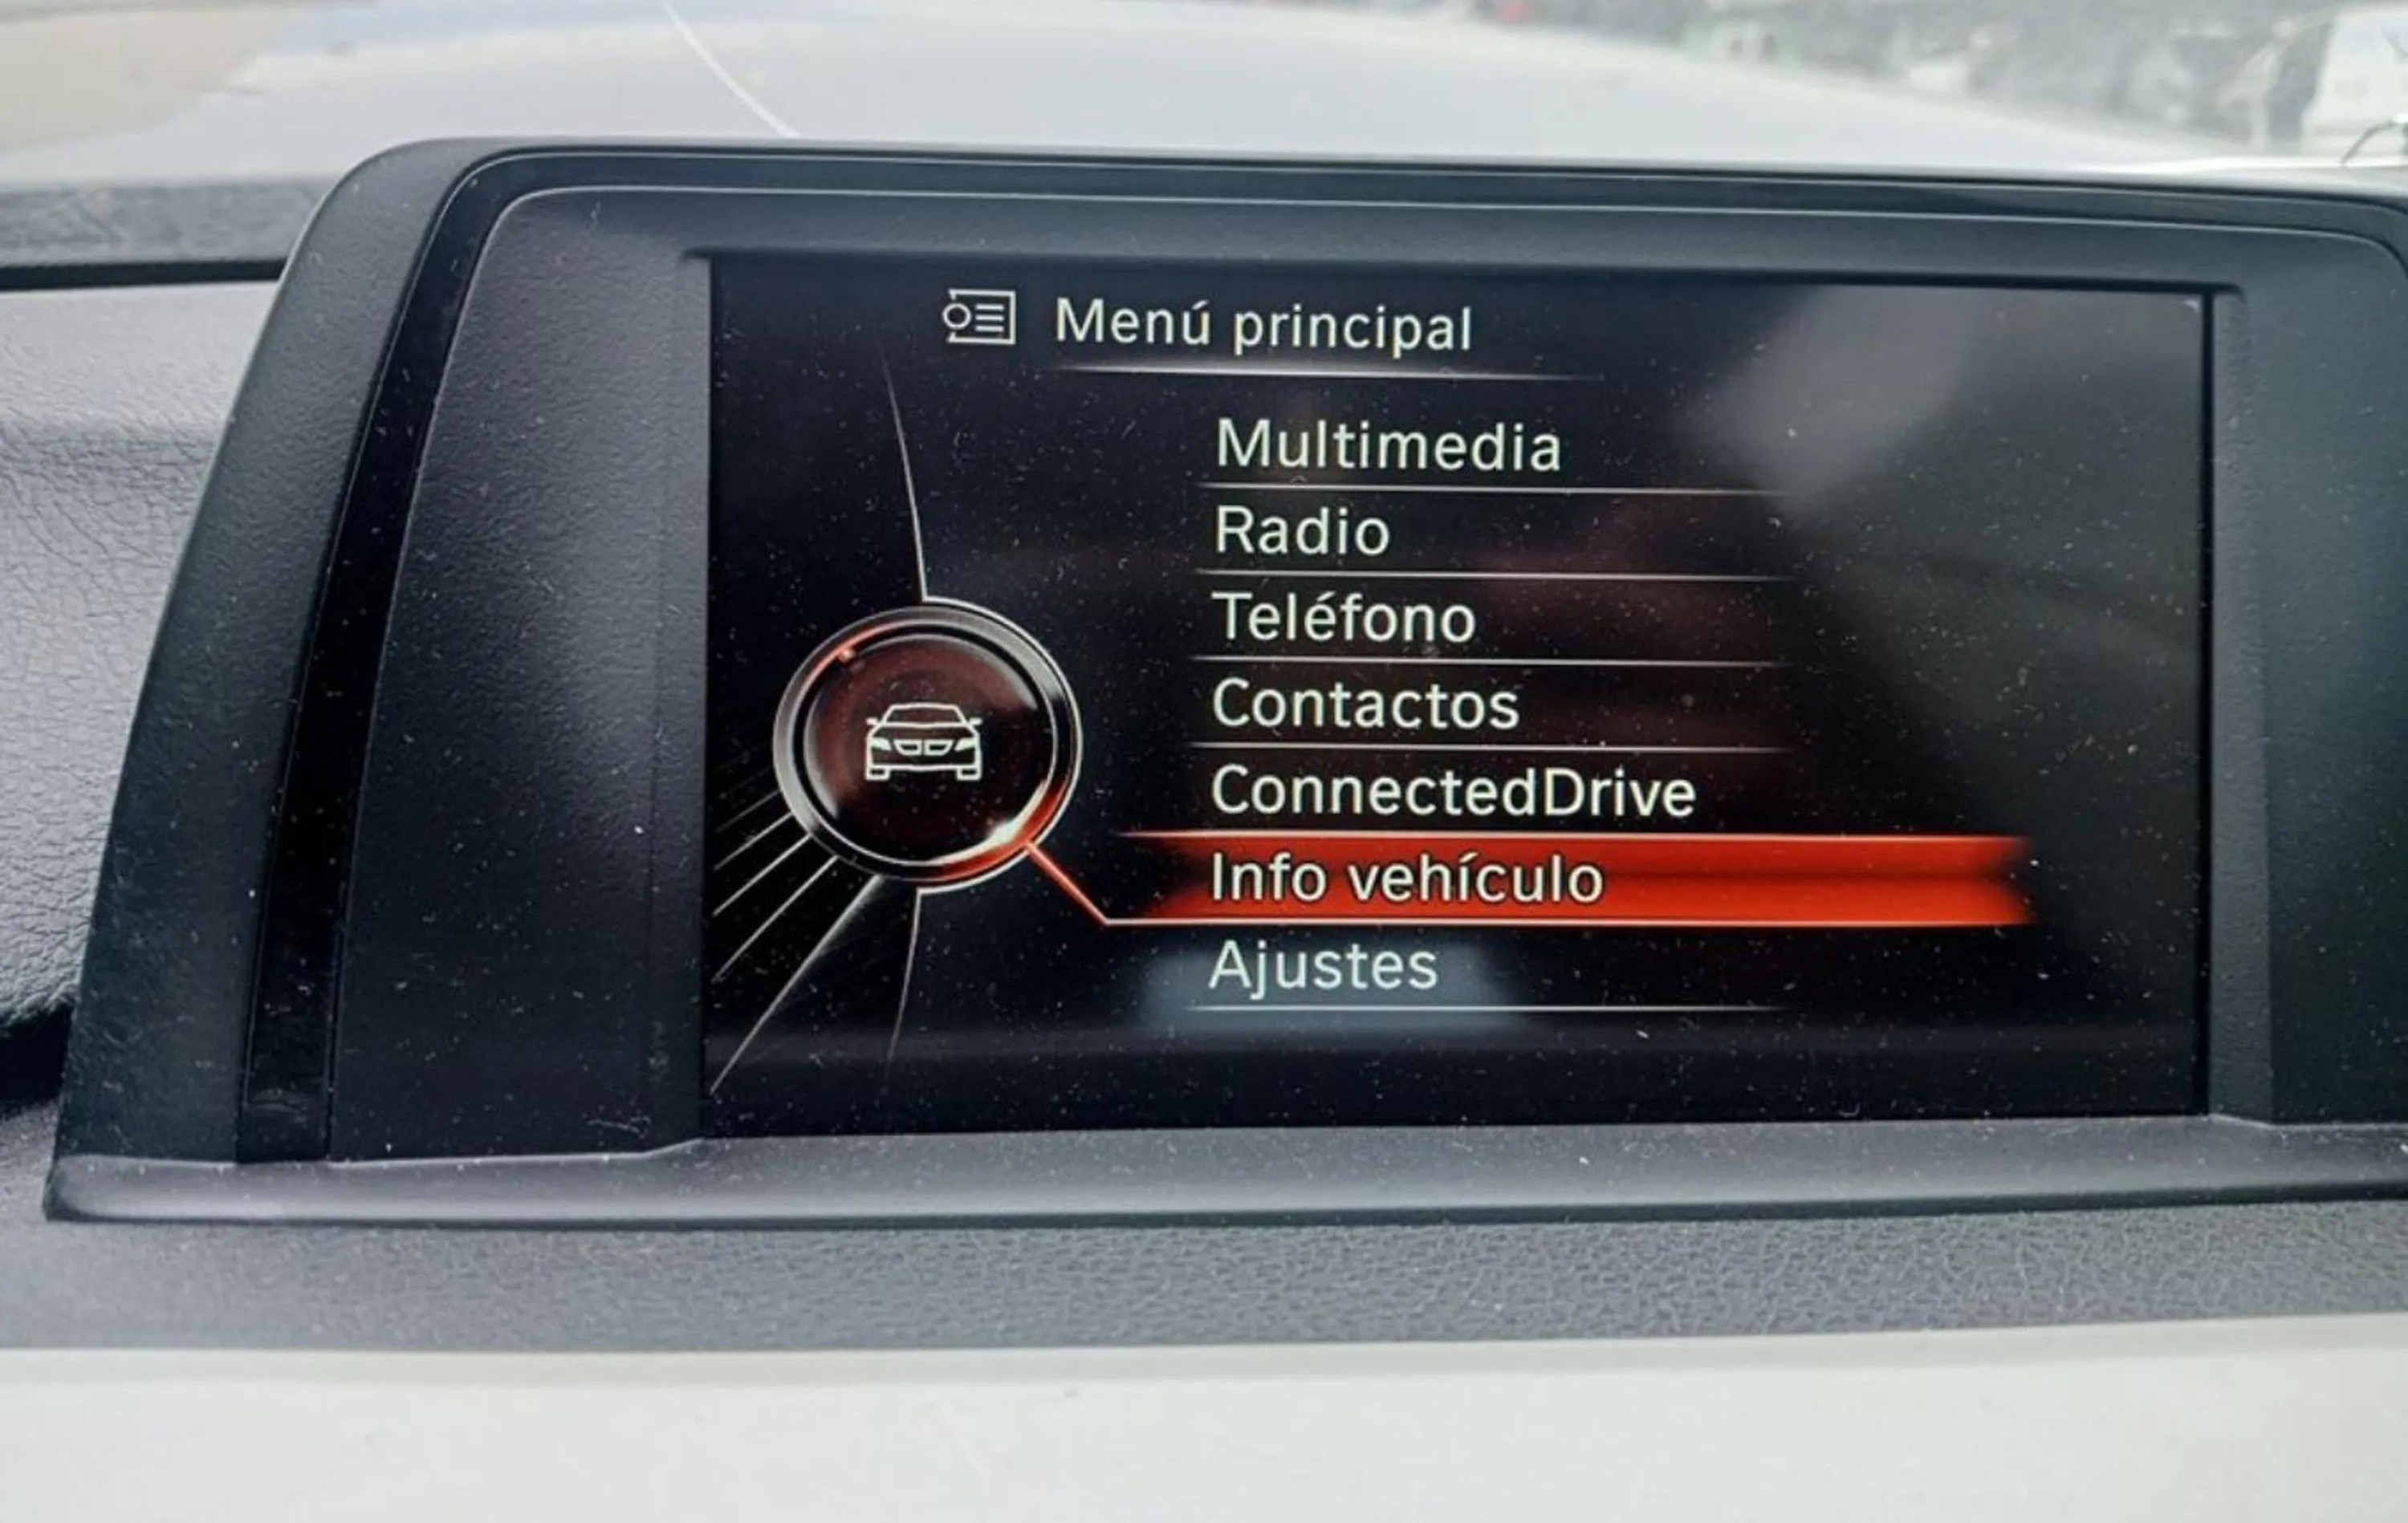 Menú principal
Multimedia
Radio
Teléfono
Contactos
ConnectedDrive
Info vehículo
Ajustes